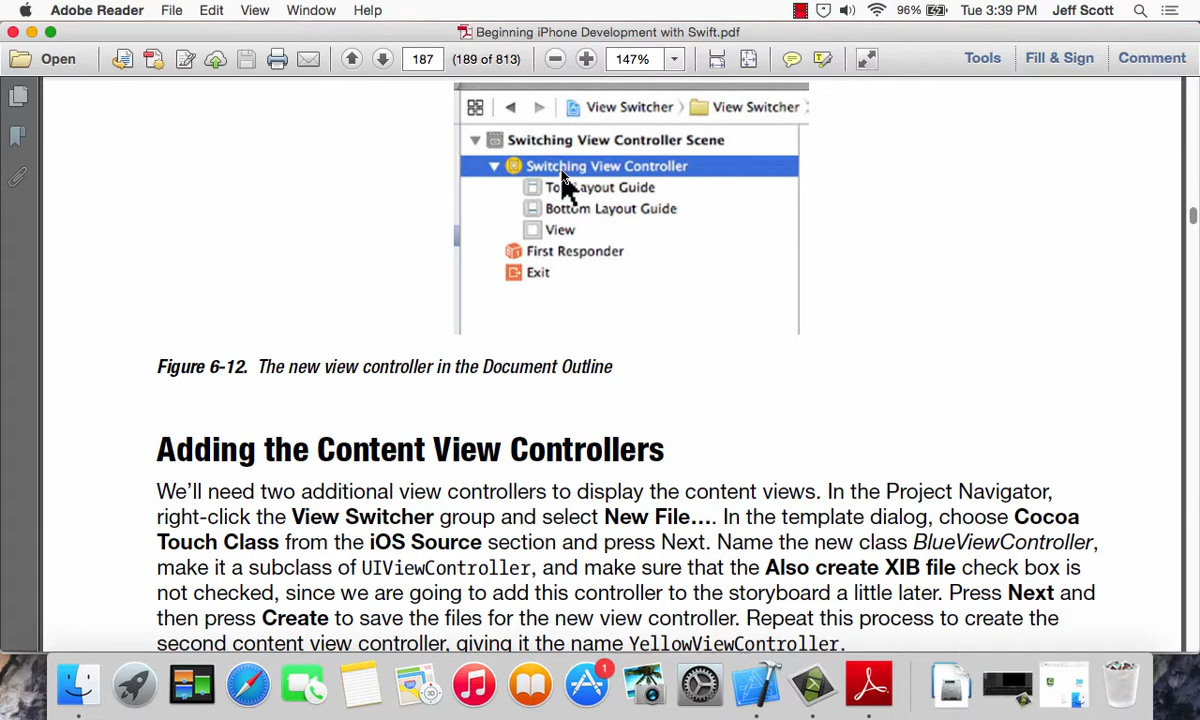 Adobe Reader File Edit View Window Help 96% Tue 3:39 PM Jeff Scott
Beginning iPhone Development with Swift.pdf
Open 187 (189 of 813) 147% Tools Fill & Sign Comment
View Switcher View Switcher
Switching View Controller Scene
Switching View Controller
Top Layout Guide
Bottom Layout Guide
View
First Responder
Exit
Figure 6-12. The new view controller in the Document Outline
Adding the Content View Controllers
We'll need two additional view controllers to display the content views. In the Project Navigator,
right-click the View Switcher group and select New File…. In the template dialog, choose Cocoa
Touch Class from the iOS Source section and press Next. Name the new class BlueViewController,
make it a subclass of UIViewController, and make sure that the Also create XIB file check box is
not checked, since we are going to add this controller to the storyboard a little later. Press Next and
then press Create to save the files for the new view controller. Repeat this process to create the
second content view controller, giving it the name YellowViewController.
1